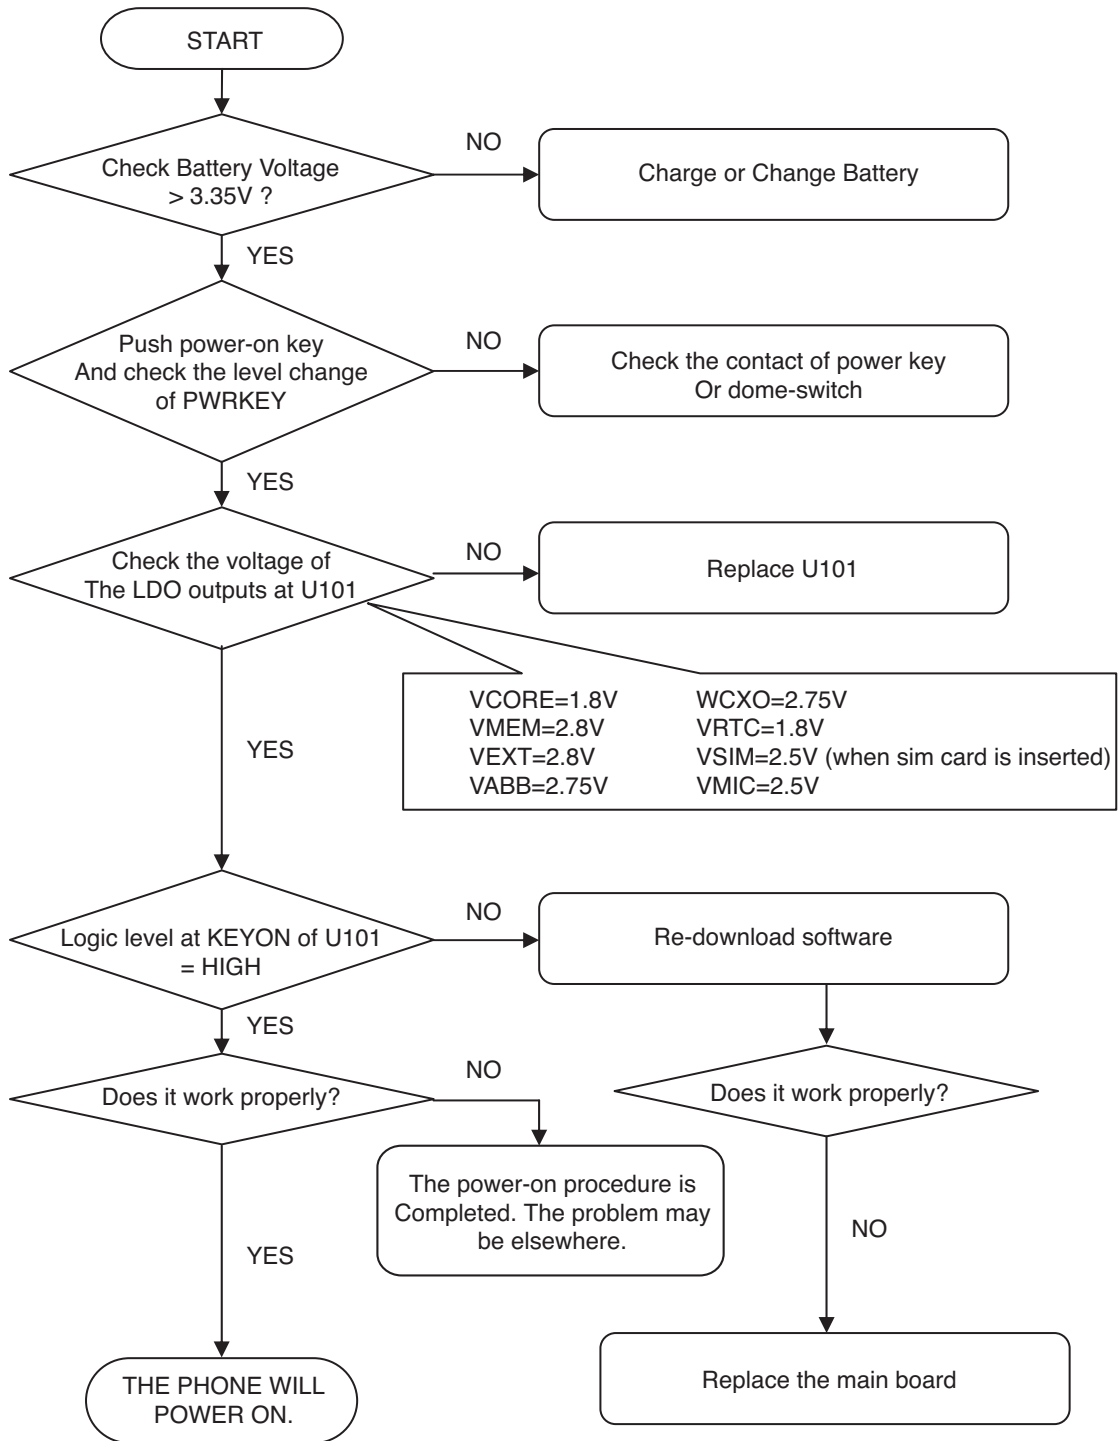 START
Check Battery Voltage
> 3.35V ?
NO
Charge or Change Battery
YES
Push power-on key
And check the level change
of PWRKEY
NO
Check the contact of power key
Or dome-switch
YES
Check the voltage of
The LDO outputs at U101
NO
Replace U101
VCORE=1.8V
VMEM=2.8V
VEXT=2.8V
VABB=2.75V
WCXO=2.75V
VRTC=1.8V
VSIM=2.5V (when sim card is inserted)
VMIC=2.5V
YES
Logic level at KEYON of U101
= HIGH
NO
Re-download software
YES
Does it work properly?
NO
Does it work properly?
The power-on procedure is
Completed. The problem may
be elsewhere.
YES
NO
THE PHONE WILL
POWER ON.
Replace the main board